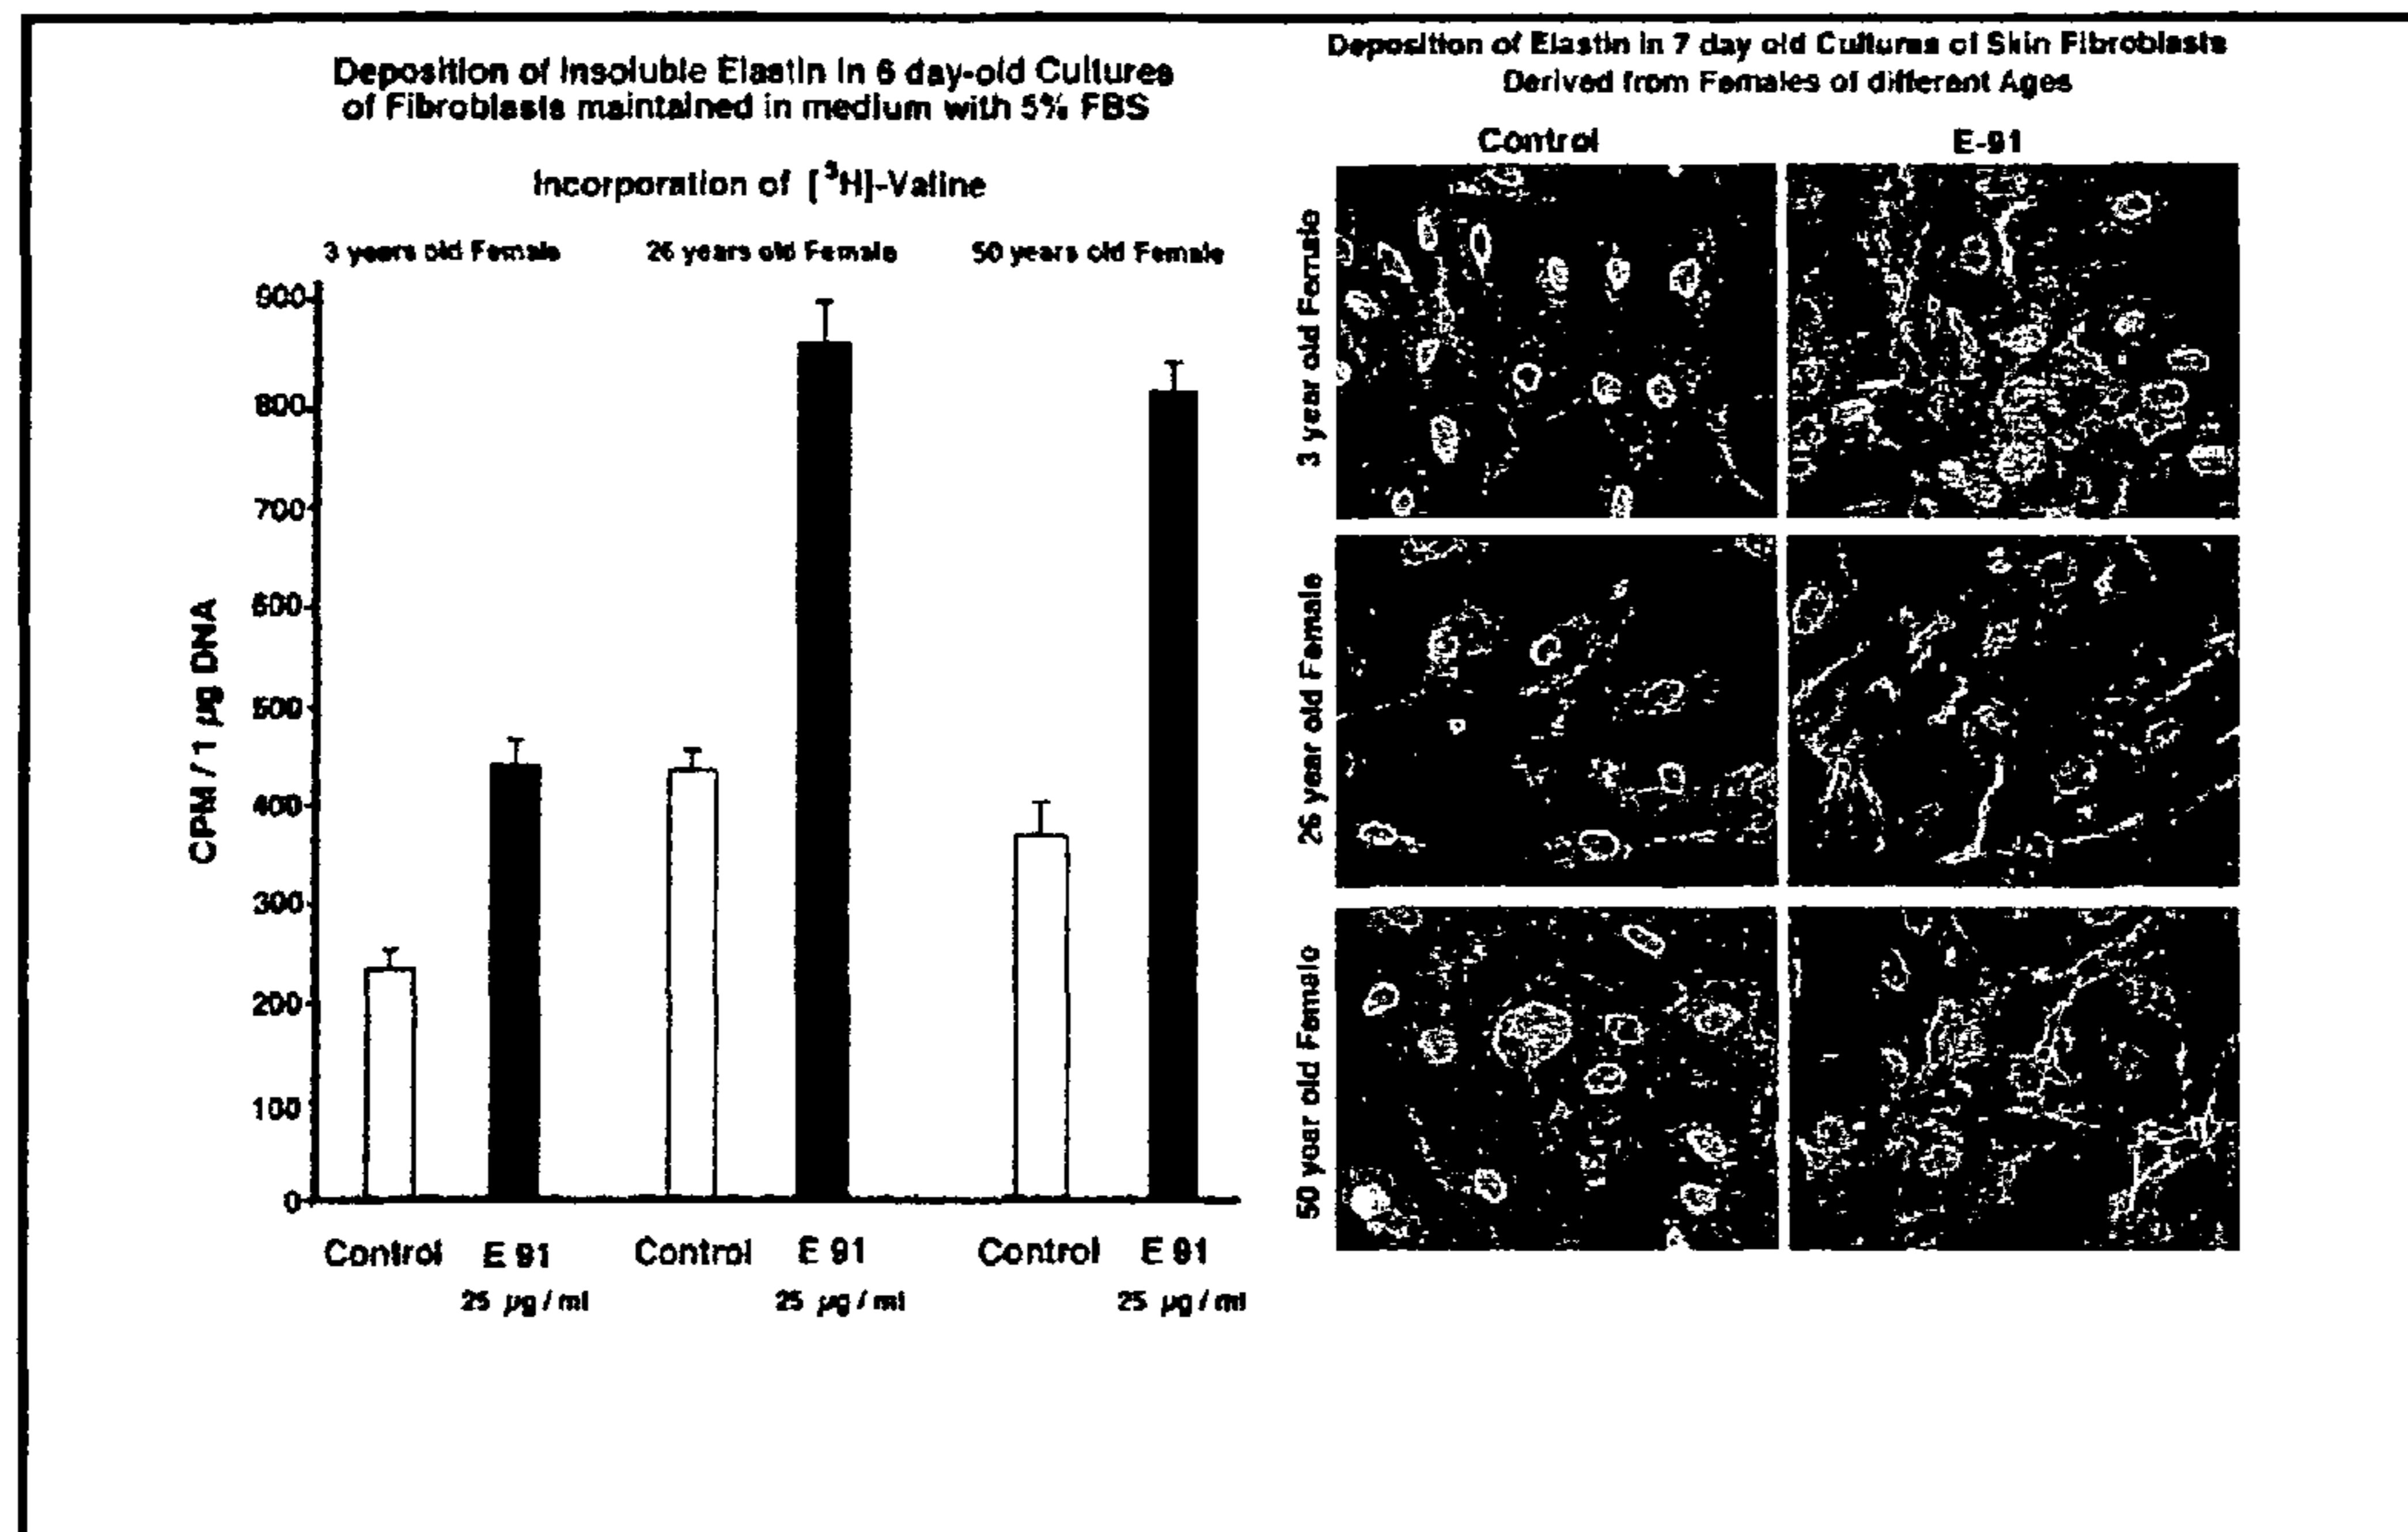 Deposition of Insoluble Elastin in 6 day-old Cultures
of Fibroblasts maintained in medium with 5% FBS
Incorporation of [³H]-Valine
3 years old Female 26 years old Female 50 years old Female
CPM / 1 µg DNA
900
800
700
600
500
400
300
200
100
0
Control E 91 Control E 91 Control E 91
25 µg / ml 25 µg / ml 25 µg / ml
Deposition of Elastin in 7 day old Cultures of Skin Fibroblasts
Derived from Females of different Ages
Control E-91
3 year old Female
26 year old Female
50 year old Female